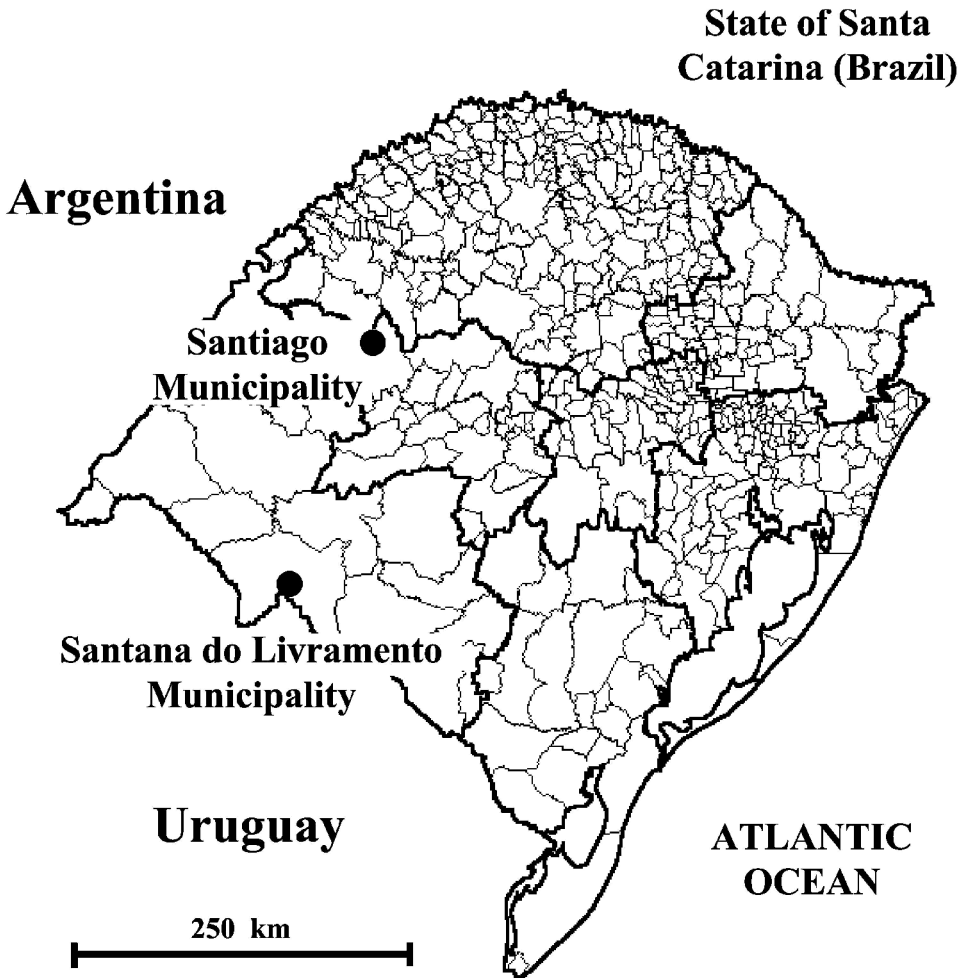 State of Santa
Catarina (Brazil)
Argentina
Santiago
Municipality
Santana do Livramento
Municipality
Uruguay
ATLANTIC
OCEAN
250 km